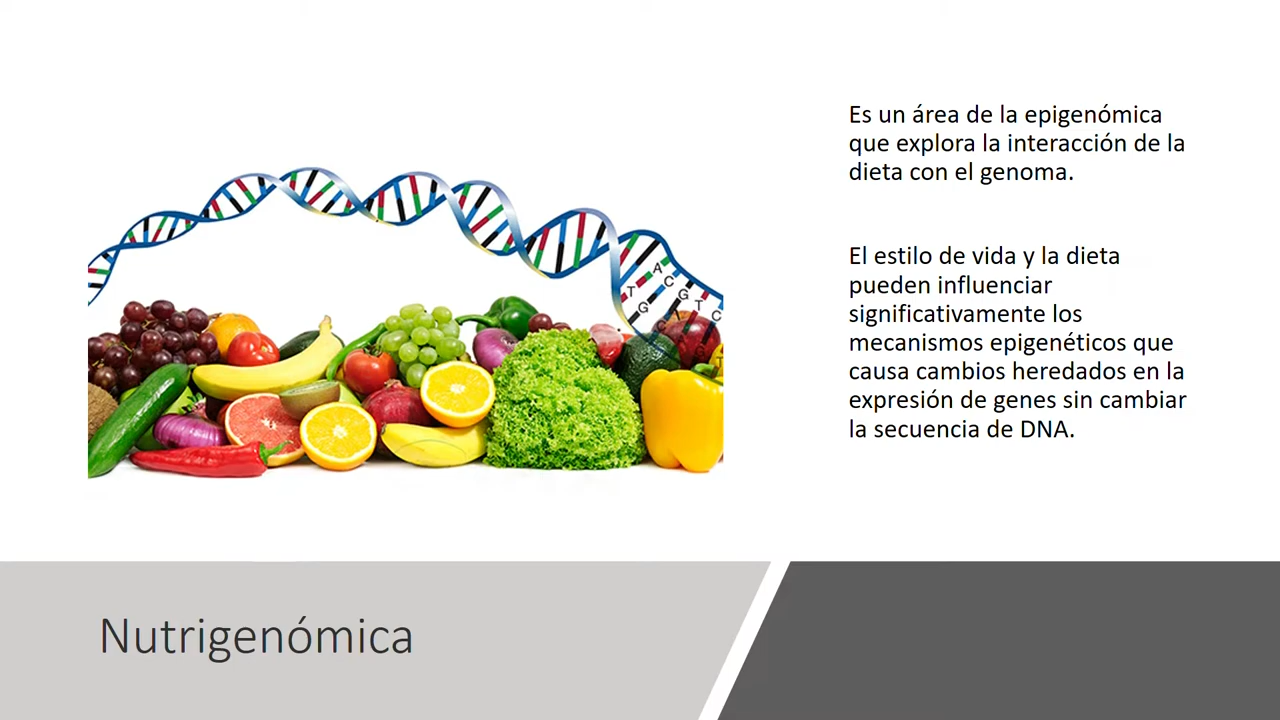 Es un área de la epigenómica
que explora la interacción de la
dieta con el genoma.
El estilo de vida y la dieta
pueden influenciar
significativamente los
mecanismos epigenéticos que
causa cambios heredados en la
expresión de genes sin cambiar
la secuencia de DNA.
A
T C
G G T C
Nutrigenómica